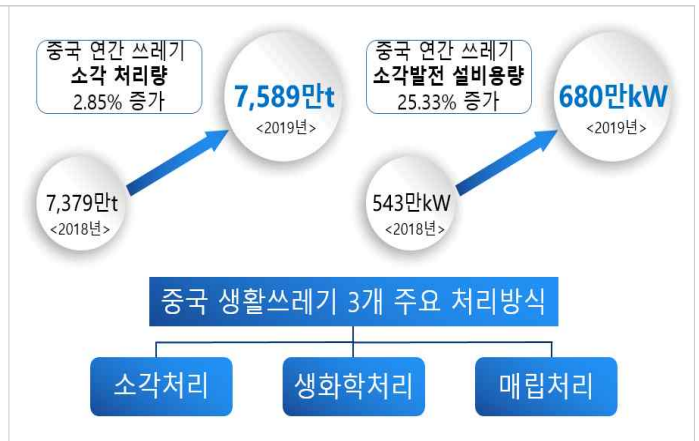 중국 연간 쓰레기
소각 처리량
2.85% 증가
7,589만t
<2019년>
7,379만t
<2018년>
중국 연간 쓰레기
소각발전 설비용량
25.33% 증가
680만kW
<2019년>
543만kW
<2018년>
중국 생활쓰레기 3개 주요 처리방식
소각처리
생화학처리
매립처리